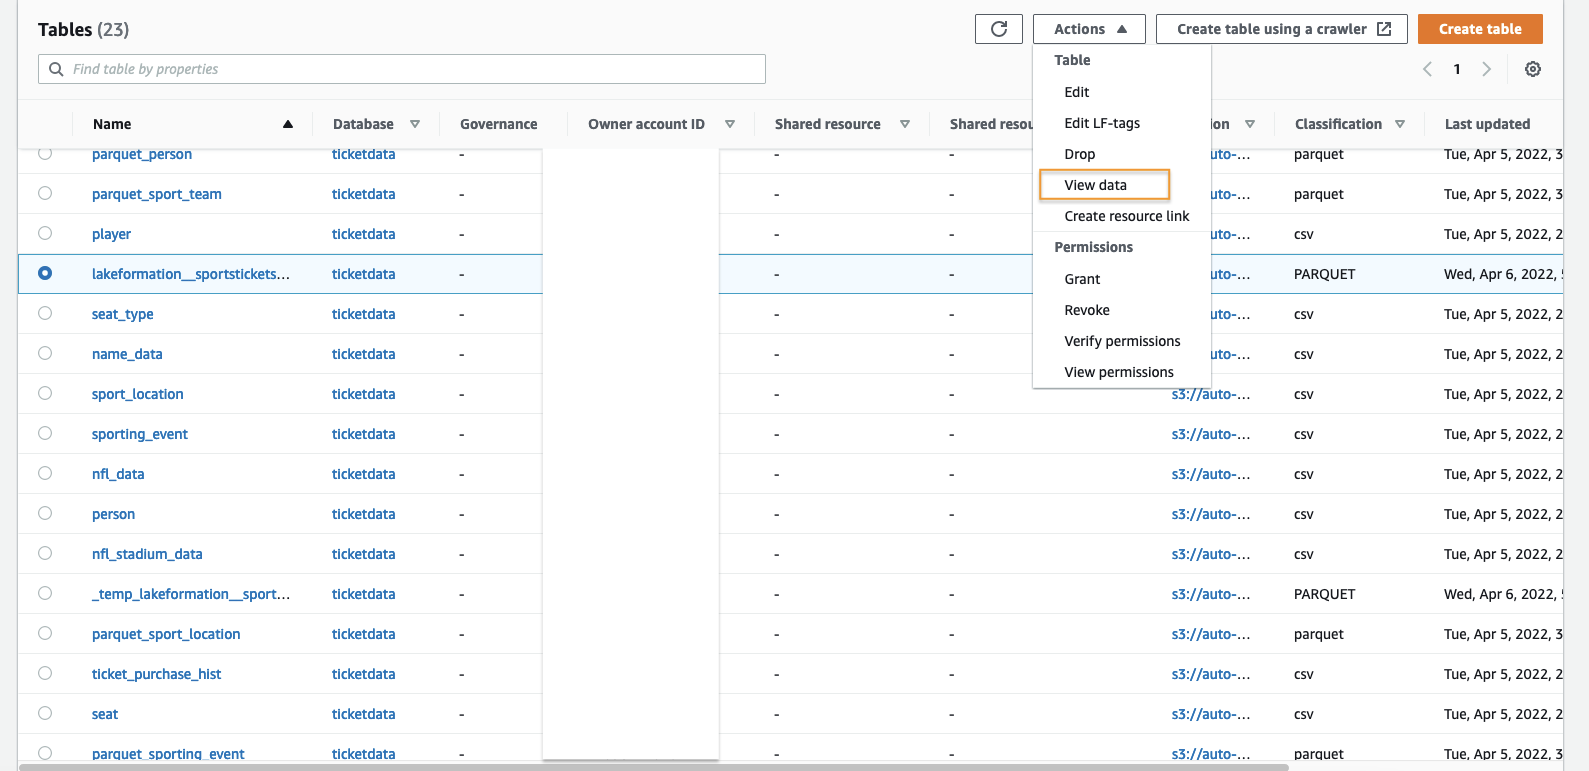 Tables (23)
Actions
Create table using a crawler
Create table
Find table by properties
1
Table
Edit
Edit LF-tags
Drop
View data
Create resource link
Permissions
Grant
Revoke
Verify permissions
View permissions
Name Database Governance Owner account ID Shared resource Shared Classification Last updated
parquet_person ticketdata - - - parquet Tue, Apr 5, 2022, 3
parquet_sport_team ticketdata - - - parquet Tue, Apr 5, 2022, 3
player ticketdata - - - csv Tue, Apr 5, 2022, 2
lakeformation__sportstickets... ticketdata - - - PARQUET Wed, Apr 6, 2022,
seat_type ticketdata - - - csv Tue, Apr 5, 2022, 2
name_data ticketdata - - - csv Tue, Apr 5, 2022, 2
sport_location ticketdata - - - s3://auto-... csv Tue, Apr 5, 2022, 2
sporting_event ticketdata - - - s3://auto-... csv Tue, Apr 5, 2022, 2
nfl_data ticketdata - - - s3://auto-... csv Tue, Apr 5, 2022, 2
person ticketdata - - - s3://auto-... csv Tue, Apr 5, 2022, 2
nfl_stadium_data ticketdata - - - s3://auto-... csv Tue, Apr 5, 2022, 2
_temp_lakeformation__sport... ticketdata - - - s3://auto-... PARQUET Wed, Apr 6, 2022,
parquet_sport_location ticketdata - - - s3://auto-... parquet Tue, Apr 5, 2022, 3
ticket_purchase_hist ticketdata - - - s3://auto-... csv Tue, Apr 5, 2022, 2
seat ticketdata - - - s3://auto-... csv Tue, Apr 5, 2022, 2
parquet_sporting_event ticketdata - - - s3://auto-... parquet Tue, Apr 5, 2022, 3